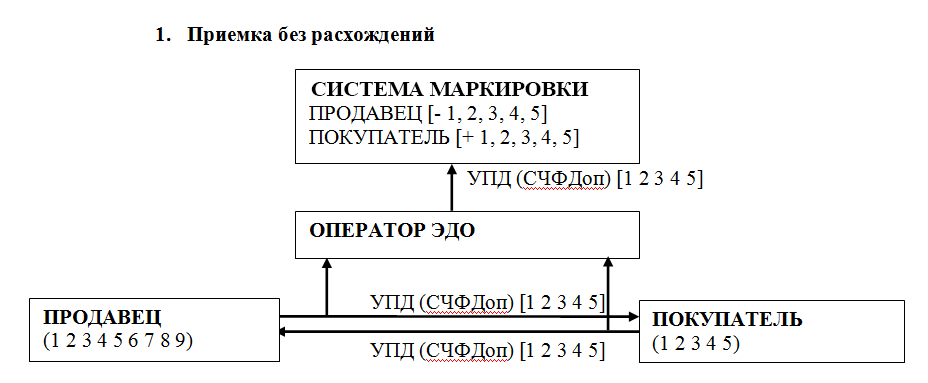 1. Приемка без расхождений
СИСТЕМА МАРКИРОВКИ
ПРОДАВЕЦ [- 1, 2, 3, 4, 5]
ПОКУПАТЕЛЬ [+ 1, 2, 3, 4, 5]
УПД (СЧФДоп) [1 2 3 4 5]
ОПЕРАТОР ЭДО
УПД (СЧФДоп) [1 2 3 4 5]
ПРОДАВЕЦ
(1 2 3 4 5 6 7 8 9)
ПОКУПАТЕЛЬ
(1 2 3 4 5)
УПД (СЧФДоп) [1 2 3 4 5]